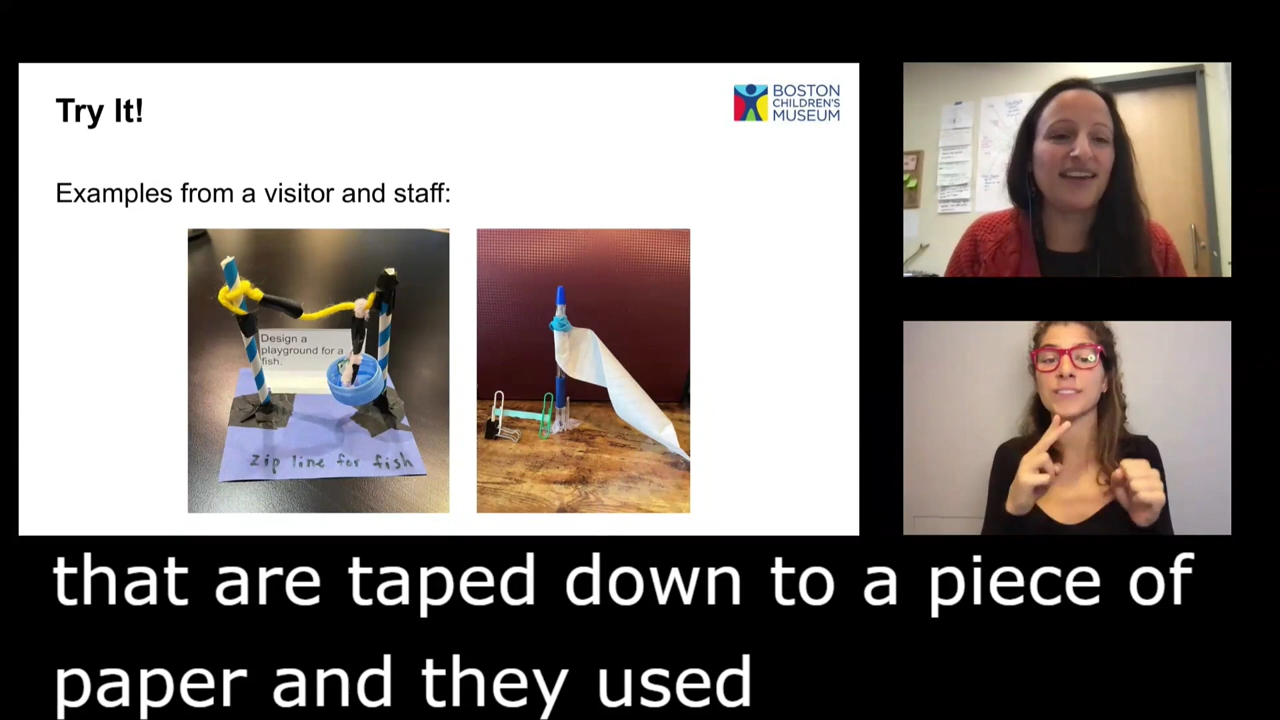 Try It!
BOSTON
CHILDREN'S
MUSEUM
Examples from a visitor and staff:
Design a
playground for a
fish.
zip line for fish
that are taped down to a piece of
paper and they used